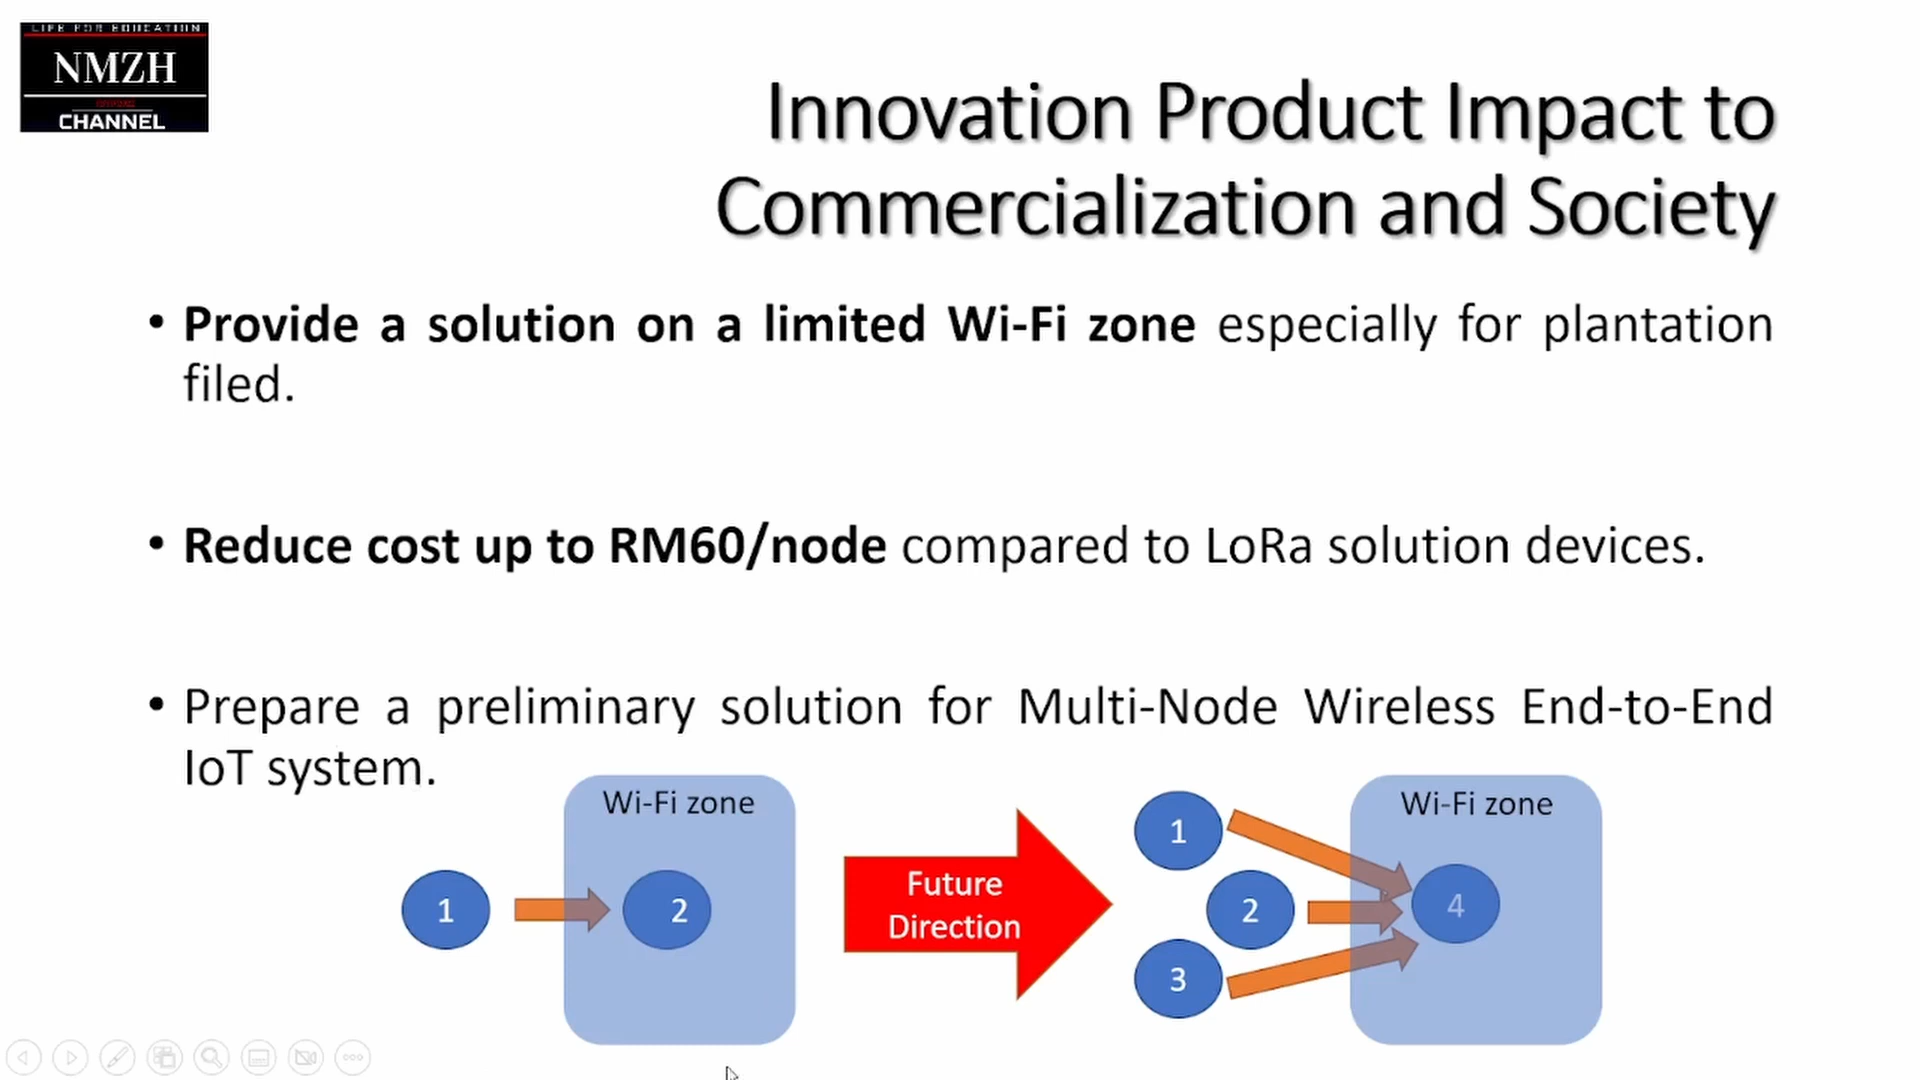 LIFE FOR EDUCATION
NMZH
CHANNEL
Innovation Product Impact to
Commercialization and Society
• Provide a solution on a limited Wi-Fi zone especially for plantation
filed.
• Reduce cost up to RM60/node compared to LoRa solution devices.
• Prepare a preliminary solution for Multi-Node Wireless End-to-End
IoT system.
Wi-Fi zone
1
2
Future
Direction
Wi-Fi zone
1
2
3
4